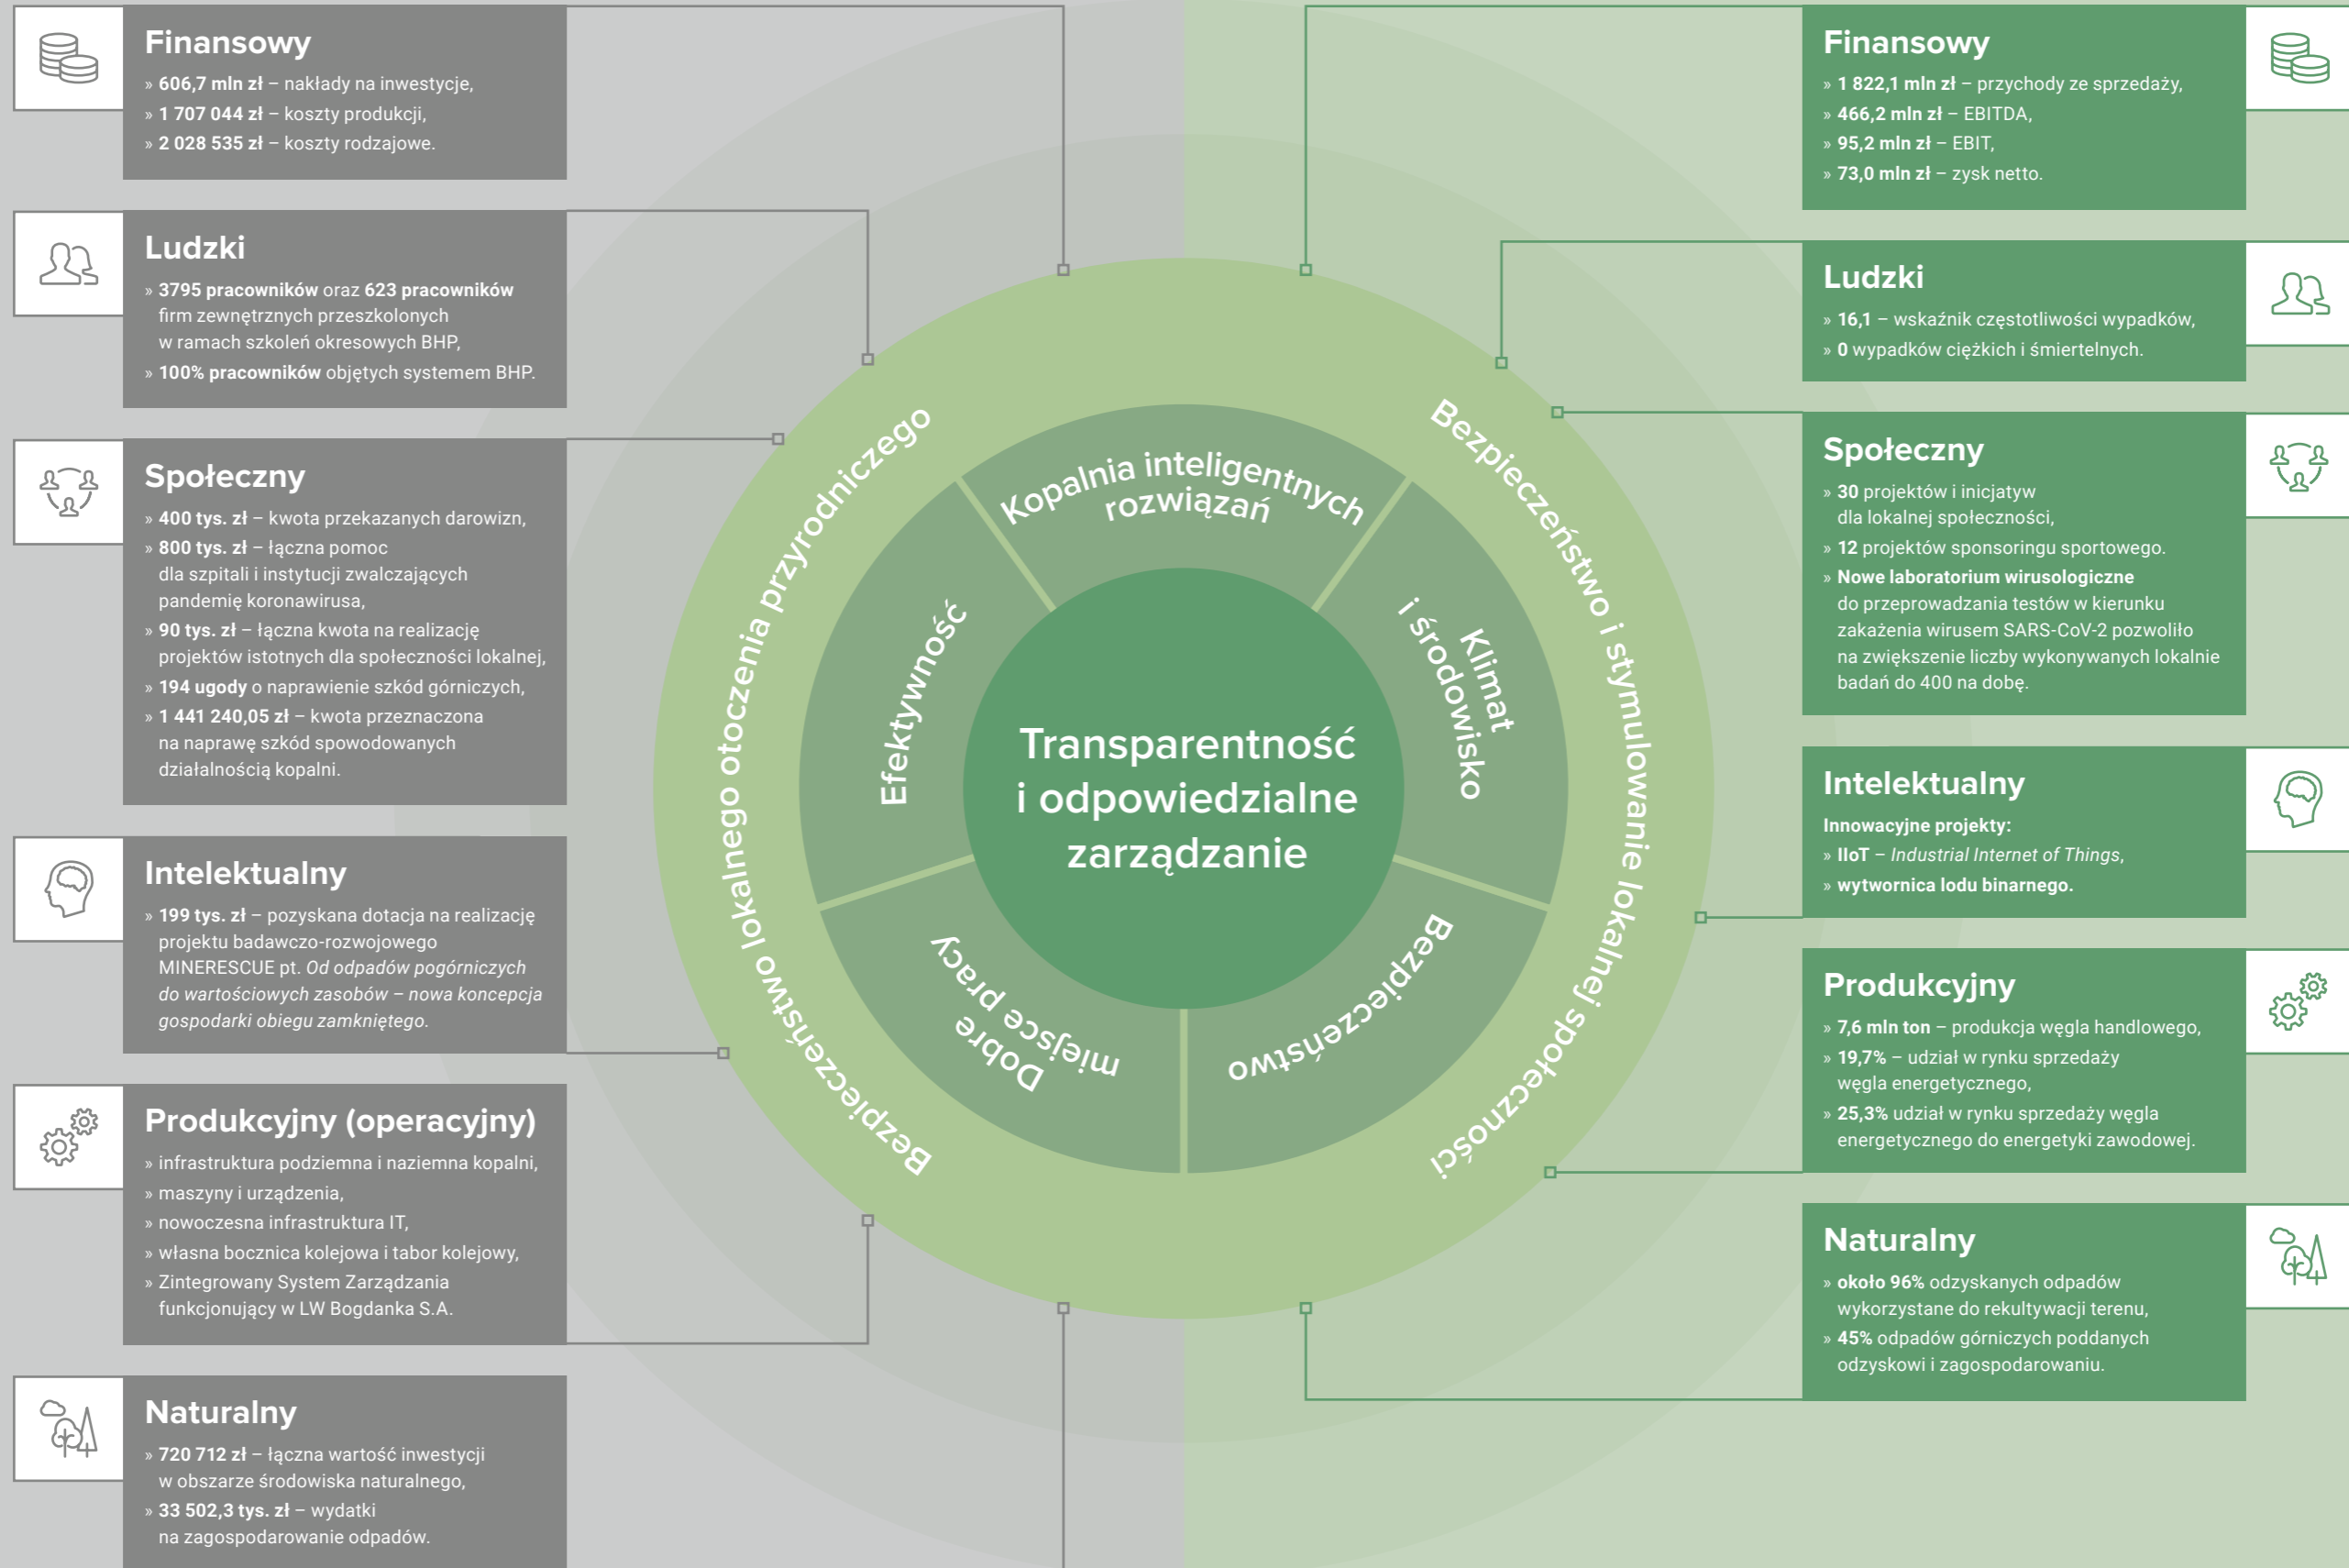 Finansowy
» 606,7 mln zł – nakłady na inwestycje,
» 1 707 044 zł – koszty produkcji,
» 2 028 535 zł – koszty rodzajowe.
Ludzki
» 3795 pracowników oraz 623 pracowników
firm zewnętrznych przeszkolonych
w ramach szkoleń okresowych BHP,
» 100% pracowników objętych systemem BHP.
Społeczny
» 400 tys. zł – kwota przekazanych darowizn,
» 800 tys. zł – łączna pomoc
dla szpitali i instytucji zwalczających
pandemię koronawirusa,
» 90 tys. zł – łączna kwota na realizację
projektów istotnych dla społeczności lokalnej,
» 194 ugody o naprawienie szkód górniczych,
» 1 441 240,05 zł – kwota przeznaczona
na naprawę szkód spowodowanych
działalnością kopalni.
Intelektualny
» 199 tys. zł – pozyskana dotacja na realizację
projektu badawczo-rozwojowego
MINERESCUE pt. Od odpadów pogórniczych
do wartościowych zasobów – nowa koncepcja
gospodarki obiegu zamkniętego.
Produkcyjny (operacyjny)
» infrastruktura podziemna i naziemna kopalni,
» maszyny i urządzenia,
» nowoczesna infrastruktura IT,
» własna bocznica kolejowa i tabor kolejowy,
» Zintegrowany System Zarządzania
funkcjonujący w LW Bogdanka S.A.
Naturalny
» 720 712 zł – łączna wartość inwestycji
w obszarze środowiska naturalnego,
» 33 502,3 tys. zł – wydatki
na zagospodarowanie odpadów.
Bezpieczeństwo lokalnego otoczenia przyrodniczego
Bezpieczeństwo i stymulowanie lokalnej społeczności
Kopalnia inteligentnych
rozwiązań
Klimat
i środowisko
Bezpieczeństwo
Dobre
miejsce pracy
Efektywność
Transparentność
i odpowiedzialne
zarządzanie
Finansowy
» 1 822,1 mln zł – przychody ze sprzedaży,
» 466,2 mln zł – EBITDA,
» 95,2 mln zł – EBIT,
» 73,0 mln zł – zysk netto.
Ludzki
» 16,1 – wskaźnik częstotliwości wypadków,
» 0 wypadków ciężkich i śmiertelnych.
Społeczny
» 30 projektów i inicjatyw
dla lokalnej społeczności,
» 12 projektów sponsoringu sportowego.
» Nowe laboratorium wirusologiczne
do przeprowadzania testów w kierunku
zakażenia wirusem SARS-CoV-2 pozwoliło
na zwiększenie liczby wykonywanych lokalnie
badań do 400 na dobę.
Intelektualny
Innowacyjne projekty:
» IIoT – Industrial Internet of Things,
» wytwornica lodu binarnego.
Produkcyjny
» 7,6 mln ton – produkcja węgla handlowego,
» 19,7% – udział w rynku sprzedaży
węgla energetycznego,
» 25,3% udział w rynku sprzedaży węgla
energetycznego do energetyki zawodowej.
Naturalny
» około 96% odzyskanych odpadów
wykorzystane do rekultywacji terenu,
» 45% odpadów górniczych poddanych
odzyskowi i zagospodarowaniu.